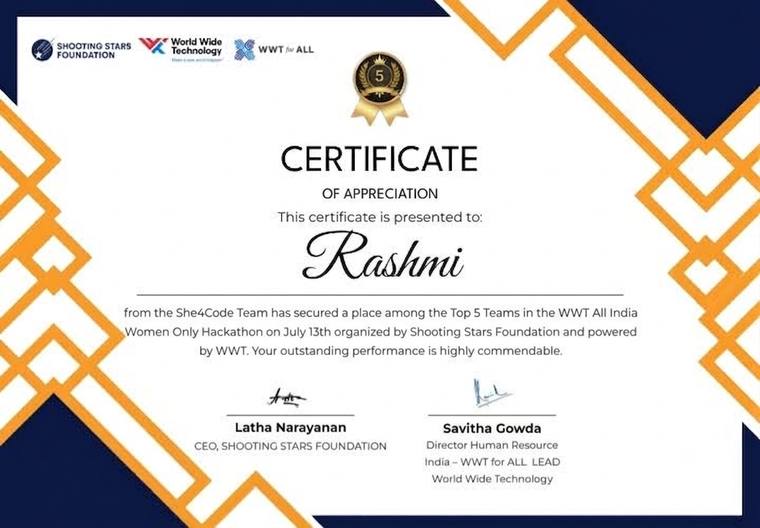 SHOOTING STARS
FOUNDATION
World Wide
Technology
WWT for ALL
5
CERTIFICATE
OF APPRECIATION
This certificate is presented to:
Rashmi
from the She4Code Team has secured a place among the Top 5 Teams in the WWT All India
Women Only Hackathon on July 13th organized by Shooting Stars Foundation and powered
by WWT. Your outstanding performance is highly commendable.
Latha Narayanan
CEO, SHOOTING STARS FOUNDATION
Savitha Gowda
Director Human Resource
India – WWT for ALL LEAD
World Wide Technology